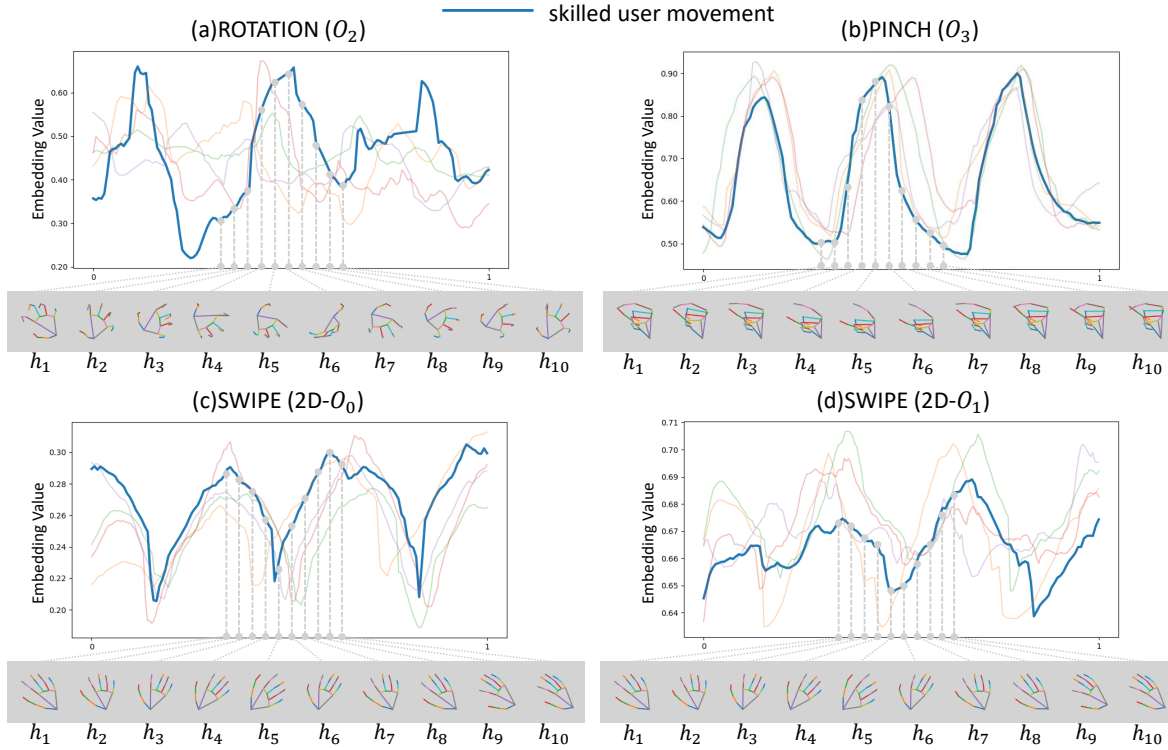 skilled user movement
(a)ROTATION (O₂)
(b)PINCH (O₃)
Embedding Value
0.60
0.50
0.40
0.30
0.20
0
1
Embedding Value
0.90
0.80
0.70
0.60
0.50
0
1
h₁ h₂ h₃ h₄ h₅ h₆ h₇ h₈ h₉ h₁₀
h₁ h₂ h₃ h₄ h₅ h₆ h₇ h₈ h₉ h₁₀
(c)SWIPE (2D-O₀)
(d)SWIPE (2D-O₁)
Embedding Value
0.30
0.28
0.26
0.24
0.22
0.20
0
1
Embedding Value
0.71
0.70
0.69
0.68
0.67
0.66
0.65
0.64
0
1
h₁ h₂ h₃ h₄ h₅ h₆ h₇ h₈ h₉ h₁₀
h₁ h₂ h₃ h₄ h₅ h₆ h₇ h₈ h₉ h₁₀